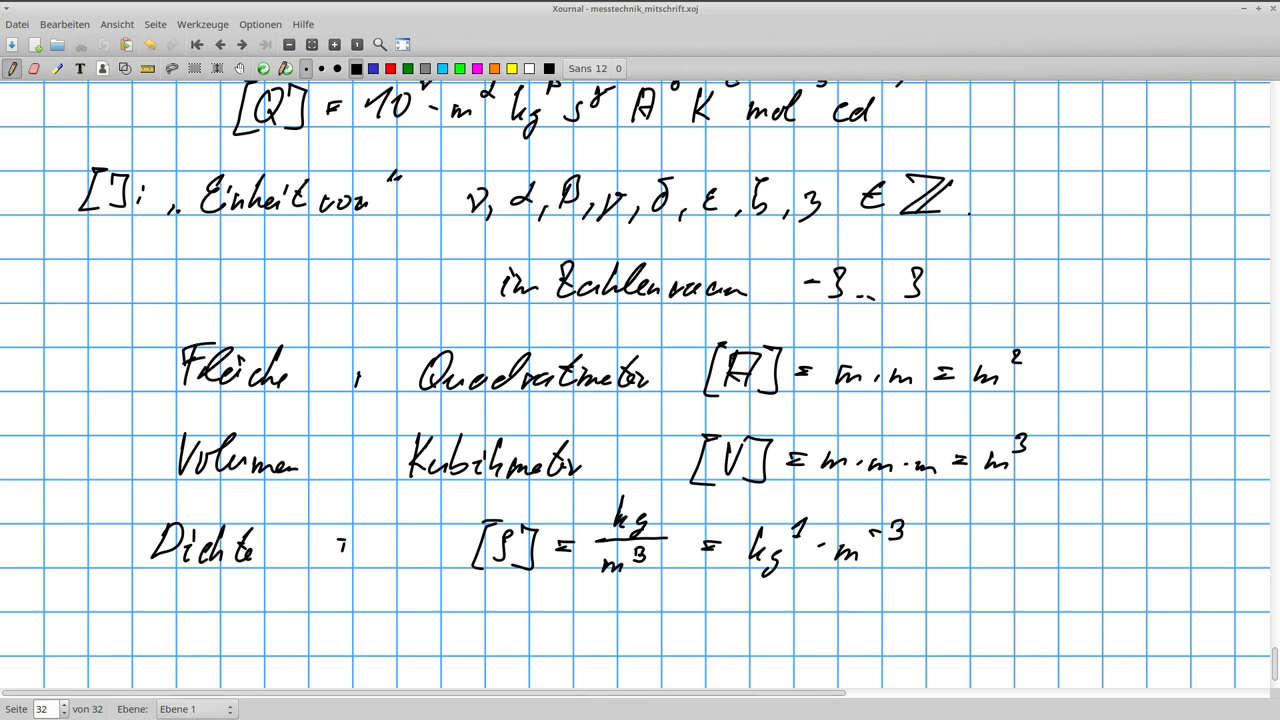 Xournal - messtechnik_mitschrift.xoj
Datei Bearbeiten Ansicht Seite Werkzeuge Optionen Hilfe
Sans 12 0
[Q] = 10 · m^α kg^β s^γ A K mol cd
[ ]: „Einheit von“ ν, α, β, γ, δ, ε, ζ, η ∈ ℤ.
im Zahlenraum -3.. 3
Fläche : Quadratmeter [A] = m·m = m²
Volumen Kubikmeter [V] = m·m·m = m³
Dichte : [ρ] = kg/m³ = kg¹ · m⁻³
Seite 32 von 32 Ebene: Ebene 1